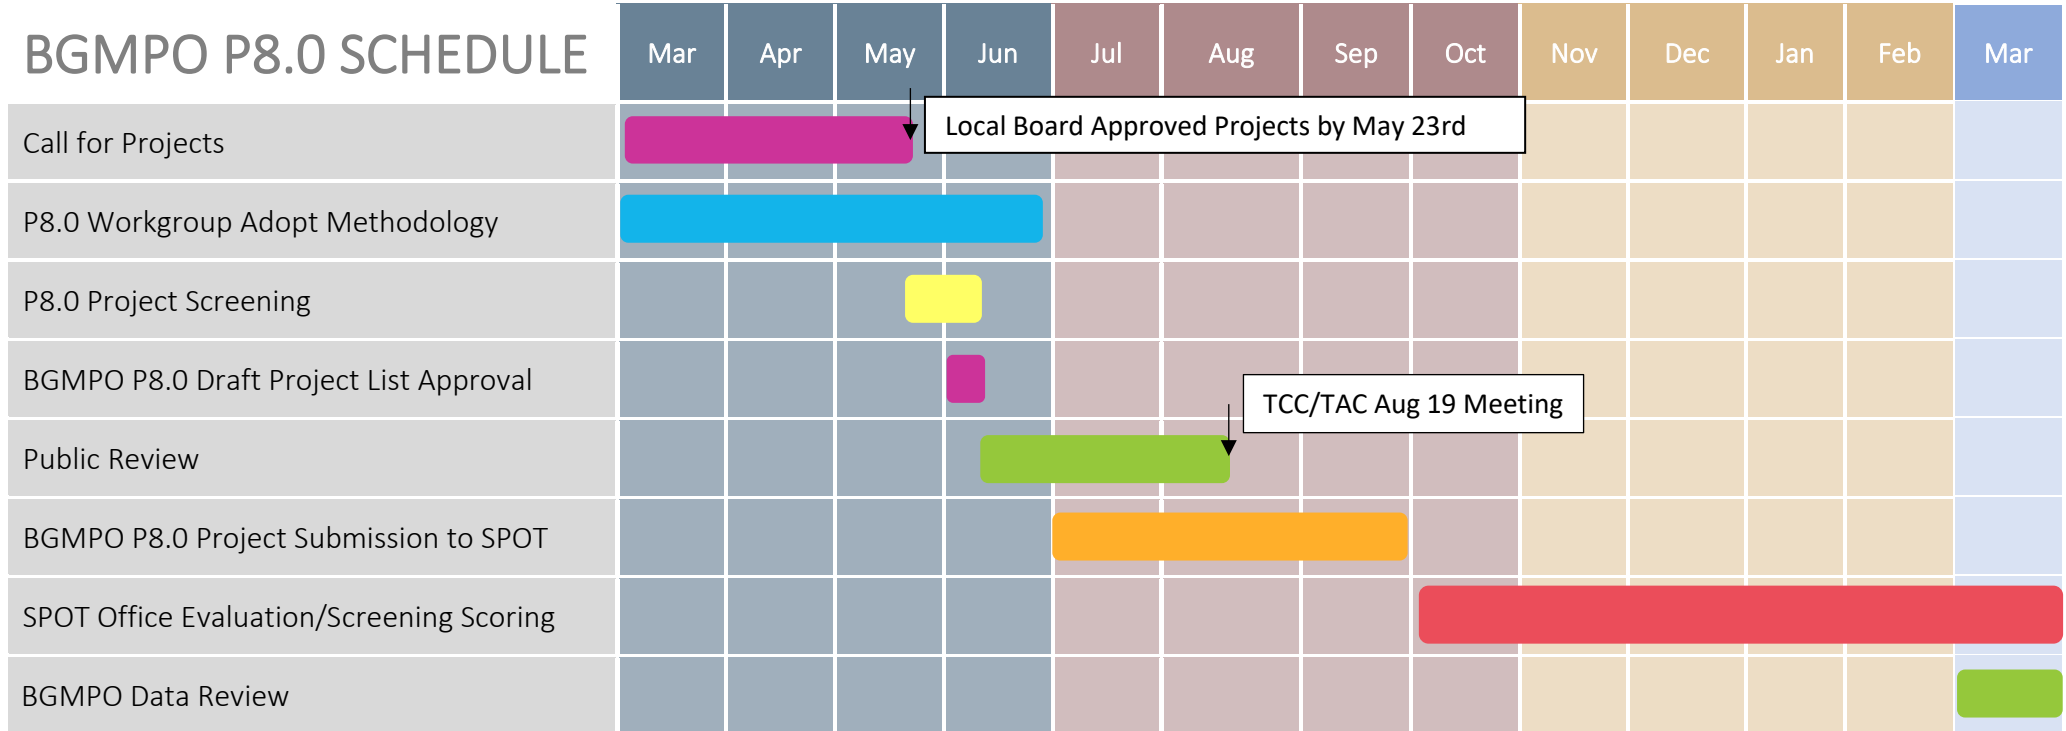 BGMPO P8.0 SCHEDULE
Mar Apr May Jun Jul Aug Sep Oct Nov Dec Jan Feb Mar
Call for Projects
Local Board Approved Projects by May 23rd
P8.0 Workgroup Adopt Methodology
P8.0 Project Screening
BGMPO P8.0 Draft Project List Approval
TCC/TAC Aug 19 Meeting
Public Review
BGMPO P8.0 Project Submission to SPOT
SPOT Office Evaluation/Screening Scoring
BGMPO Data Review